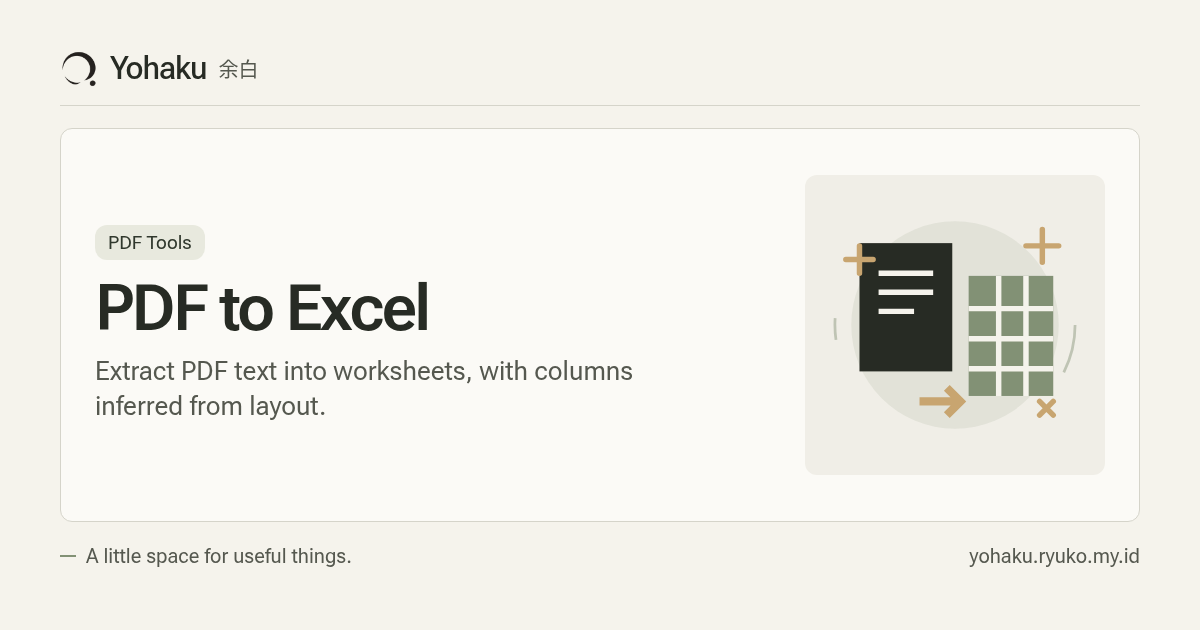 Yohaku 余白
PDF Tools
PDF to Excel
Extract PDF text into worksheets, with columns
inferred from layout.
— A little space for useful things.
yohaku.ryuko.my.id